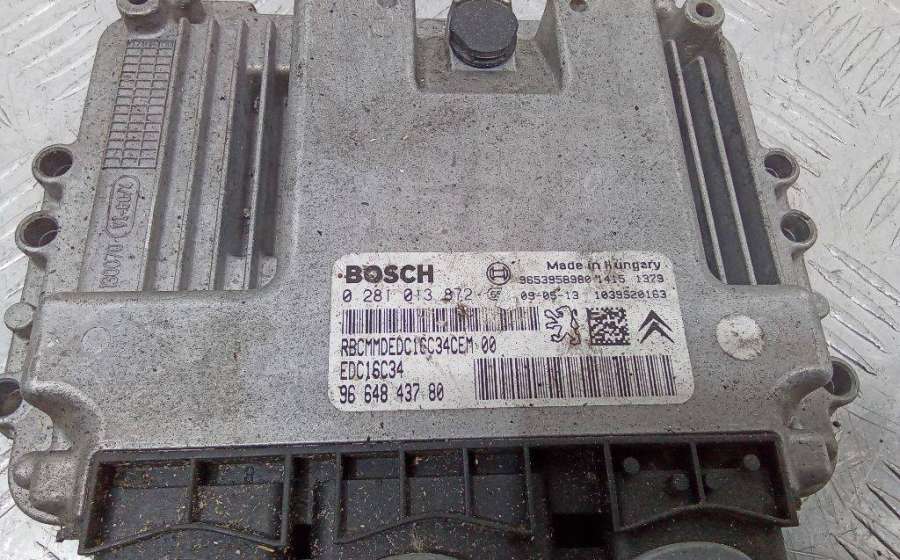 BOSCH
Made in Hungary
9653958980 1415 1329
0 281 013 872
09-05-13 1039S20163
RBCMMDEDC16C34CEM 00
EDC16C34
96 648 437 80